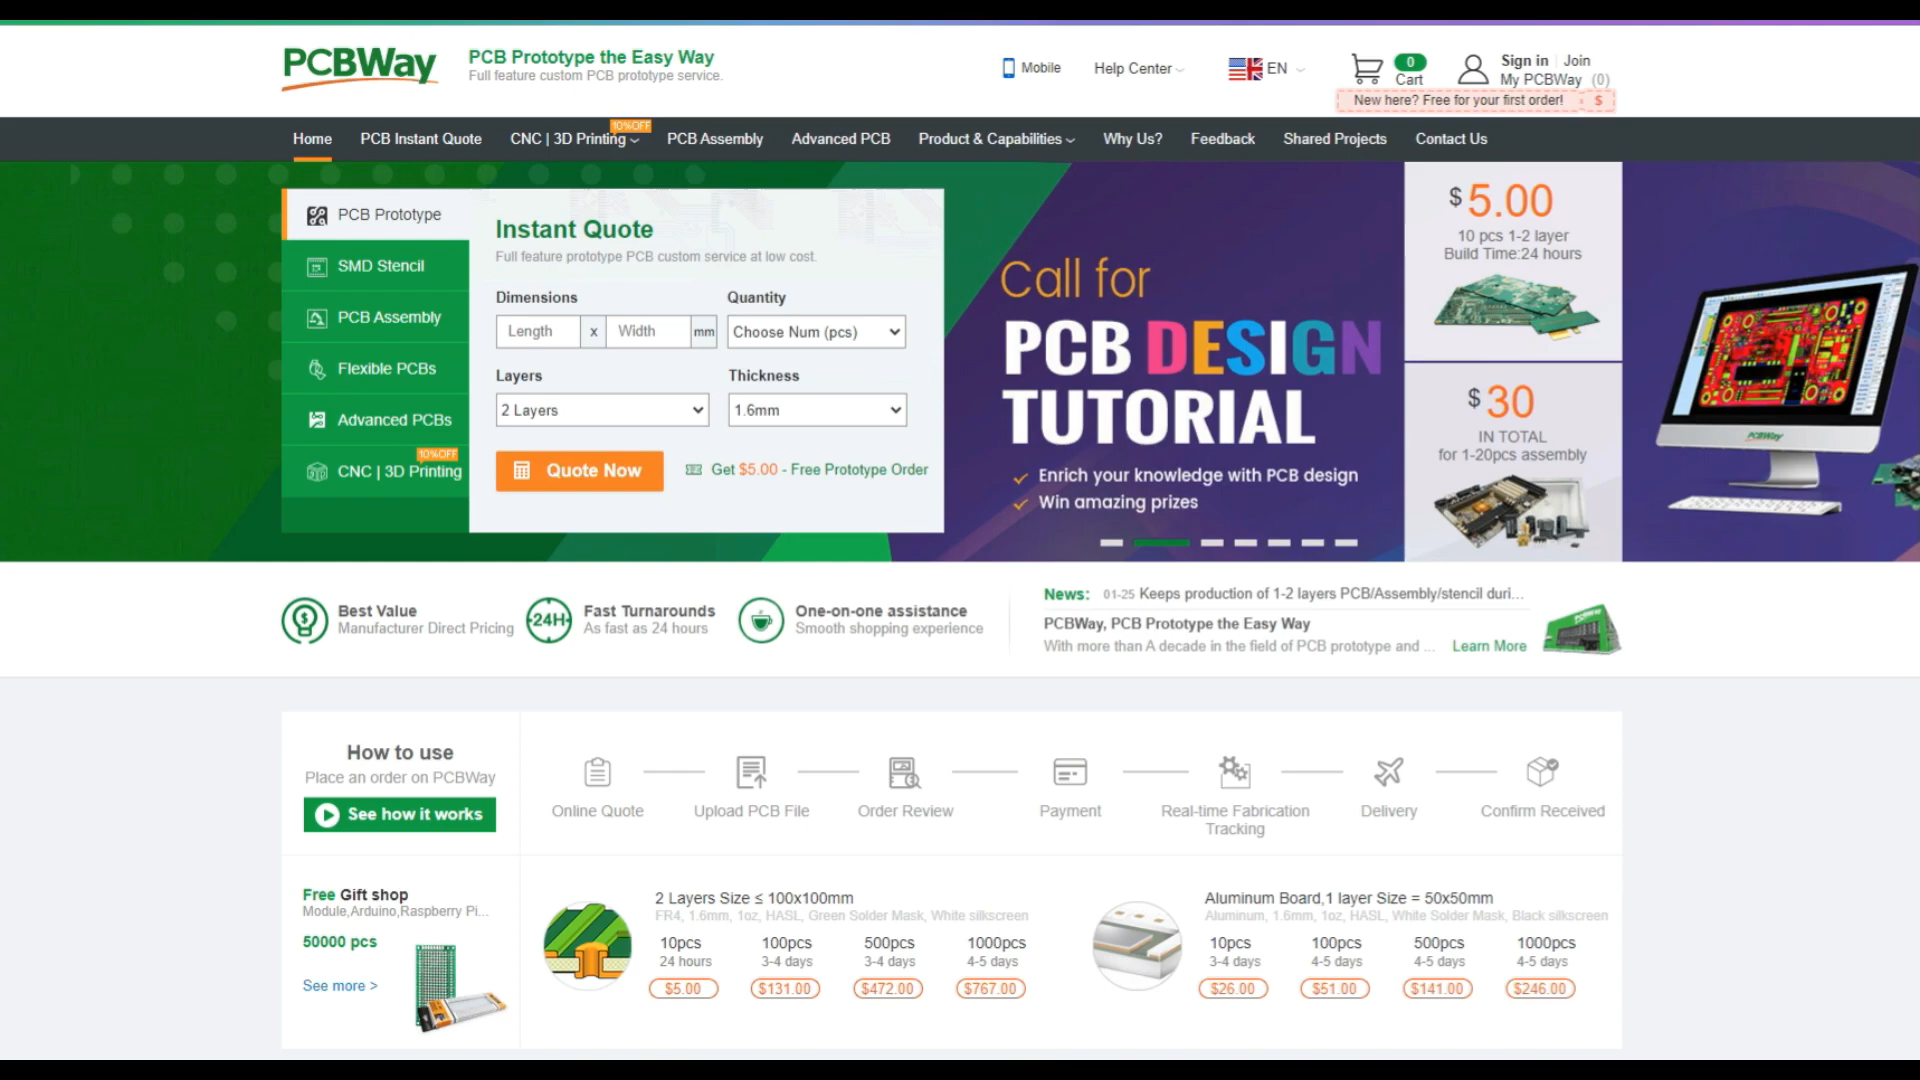 PCBWay
PCB Prototype the Easy Way
Full feature custom PCB prototype service.
Mobile
Help Center
EN
0
Cart
Sign in | Join
My PCBWay (0)
New here? Free for your first order! $
Home
PCB Instant Quote
CNC | 3D Printing
10%OFF
PCB Assembly
Advanced PCB
Product & Capabilities
Why Us?
Feedback
Shared Projects
Contact Us
PCB Prototype
SMD Stencil
PCB Assembly
Flexible PCBs
Advanced PCBs
10%OFF
CNC | 3D Printing
Instant Quote
Full feature prototype PCB custom service at low cost.
Dimensions
Quantity
Length x Width mm
Choose Num (pcs)
Layers
Thickness
2 Layers
1.6mm
Quote Now
Get $5.00 - Free Prototype Order
Call for
PCB DESIGN
TUTORIAL
Enrich your knowledge with PCB design
Win amazing prizes
$ 5.00
10 pcs 1-2 layer
Build Time:24 hours
$ 30
IN TOTAL
for 1-20pcs assembly
PCBWay
Best Value
Manufacturer Direct Pricing
24H
Fast Turnarounds
As fast as 24 hours
One-on-one assistance
Smooth shopping experience
News: 01-25 Keeps production of 1-2 layers PCB/Assembly/stencil duri...
PCBWay, PCB Prototype the Easy Way
With more than A decade in the field of PCB prototype and ... Learn More
How to use
Place an order on PCBWay
See how it works
Online Quote
Upload PCB File
Order Review
Payment
Real-time Fabrication
Tracking
Delivery
Confirm Received
Free Gift shop
Module,Arduino,Raspberry Pi...
50000 pcs
See more >
2 Layers Size ≤ 100x100mm
FR4, 1.6mm, 1oz, HASL, Green Solder Mask, White silkscreen
10pcs 100pcs 500pcs 1000pcs
24 hours 3-4 days 3-4 days 4-5 days
$5.00 $131.00 $472.00 $767.00
Aluminum Board,1 layer Size = 50x50mm
Aluminum, 1.6mm, 1oz, HASL, White Solder Mask, Black silkscreen
10pcs 100pcs 500pcs 1000pcs
3-4 days 4-5 days 4-5 days 4-5 days
$26.00 $51.00 $141.00 $246.00